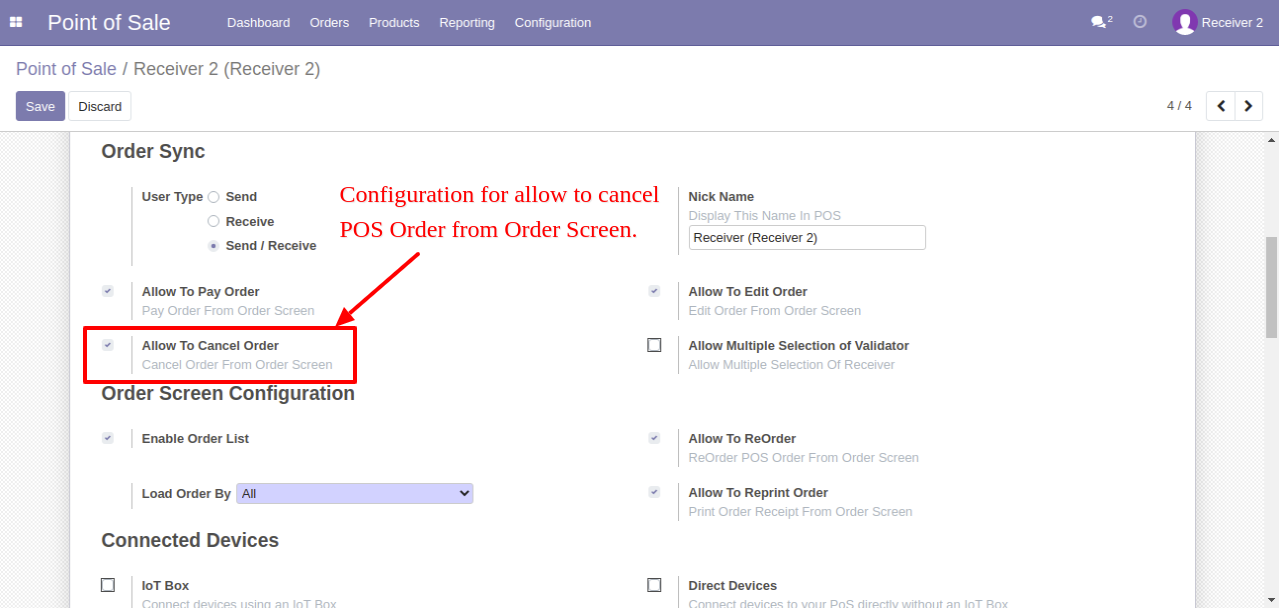 Point of Sale Dashboard Orders Products Reporting Configuration 2 Receiver 2
Point of Sale / Receiver 2 (Receiver 2)
Save Discard 4 / 4
Order Sync
User Type Send
Receive
Send / Receive
Configuration for allow to cancel
POS Order from Order Screen.
Nick Name
Display This Name In POS
Receiver (Receiver 2)
Allow To Pay Order
Pay Order From Order Screen
Allow To Edit Order
Edit Order From Order Screen
Allow To Cancel Order
Cancel Order From Order Screen
Allow Multiple Selection of Validator
Allow Multiple Selection Of Receiver
Order Screen Configuration
Enable Order List
Allow To ReOrder
ReOrder POS Order From Order Screen
Load Order By All
Allow To Reprint Order
Print Order Receipt From Order Screen
Connected Devices
IoT Box
Connect devices using an IoT Box
Direct Devices
Connect devices to your PoS directly without an IoT Box